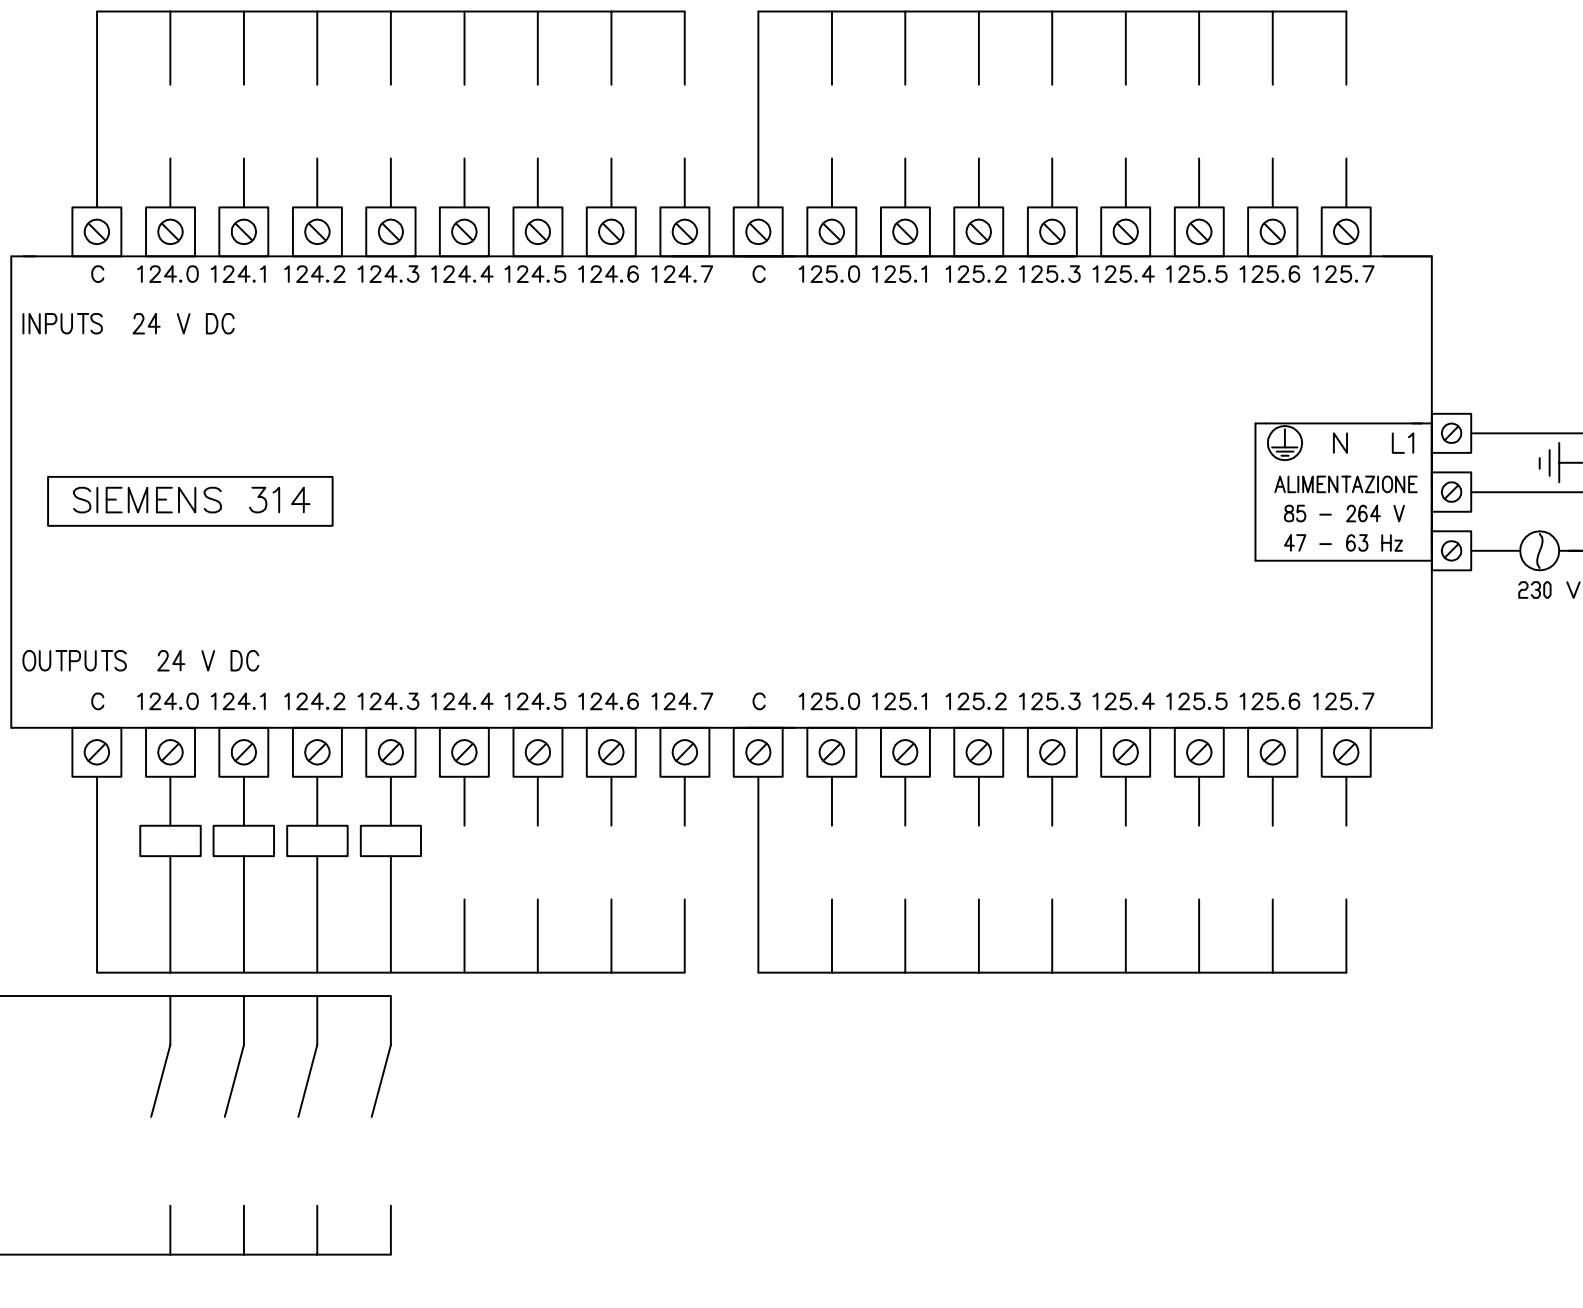 C 124.0 124.1 124.2 124.3 124.4 124.5 124.6 124.7 C 125.0 125.1 125.2 125.3 125.4 125.5 125.6 125.7
INPUTS 24 V DC
N L1
ALIMENTAZIONE
85 - 264 V
47 - 63 Hz
SIEMENS 314
230 V
OUTPUTS 24 V DC
C 124.0 124.1 124.2 124.3 124.4 124.5 124.6 124.7 C 125.0 125.1 125.2 125.3 125.4 125.5 125.6 125.7